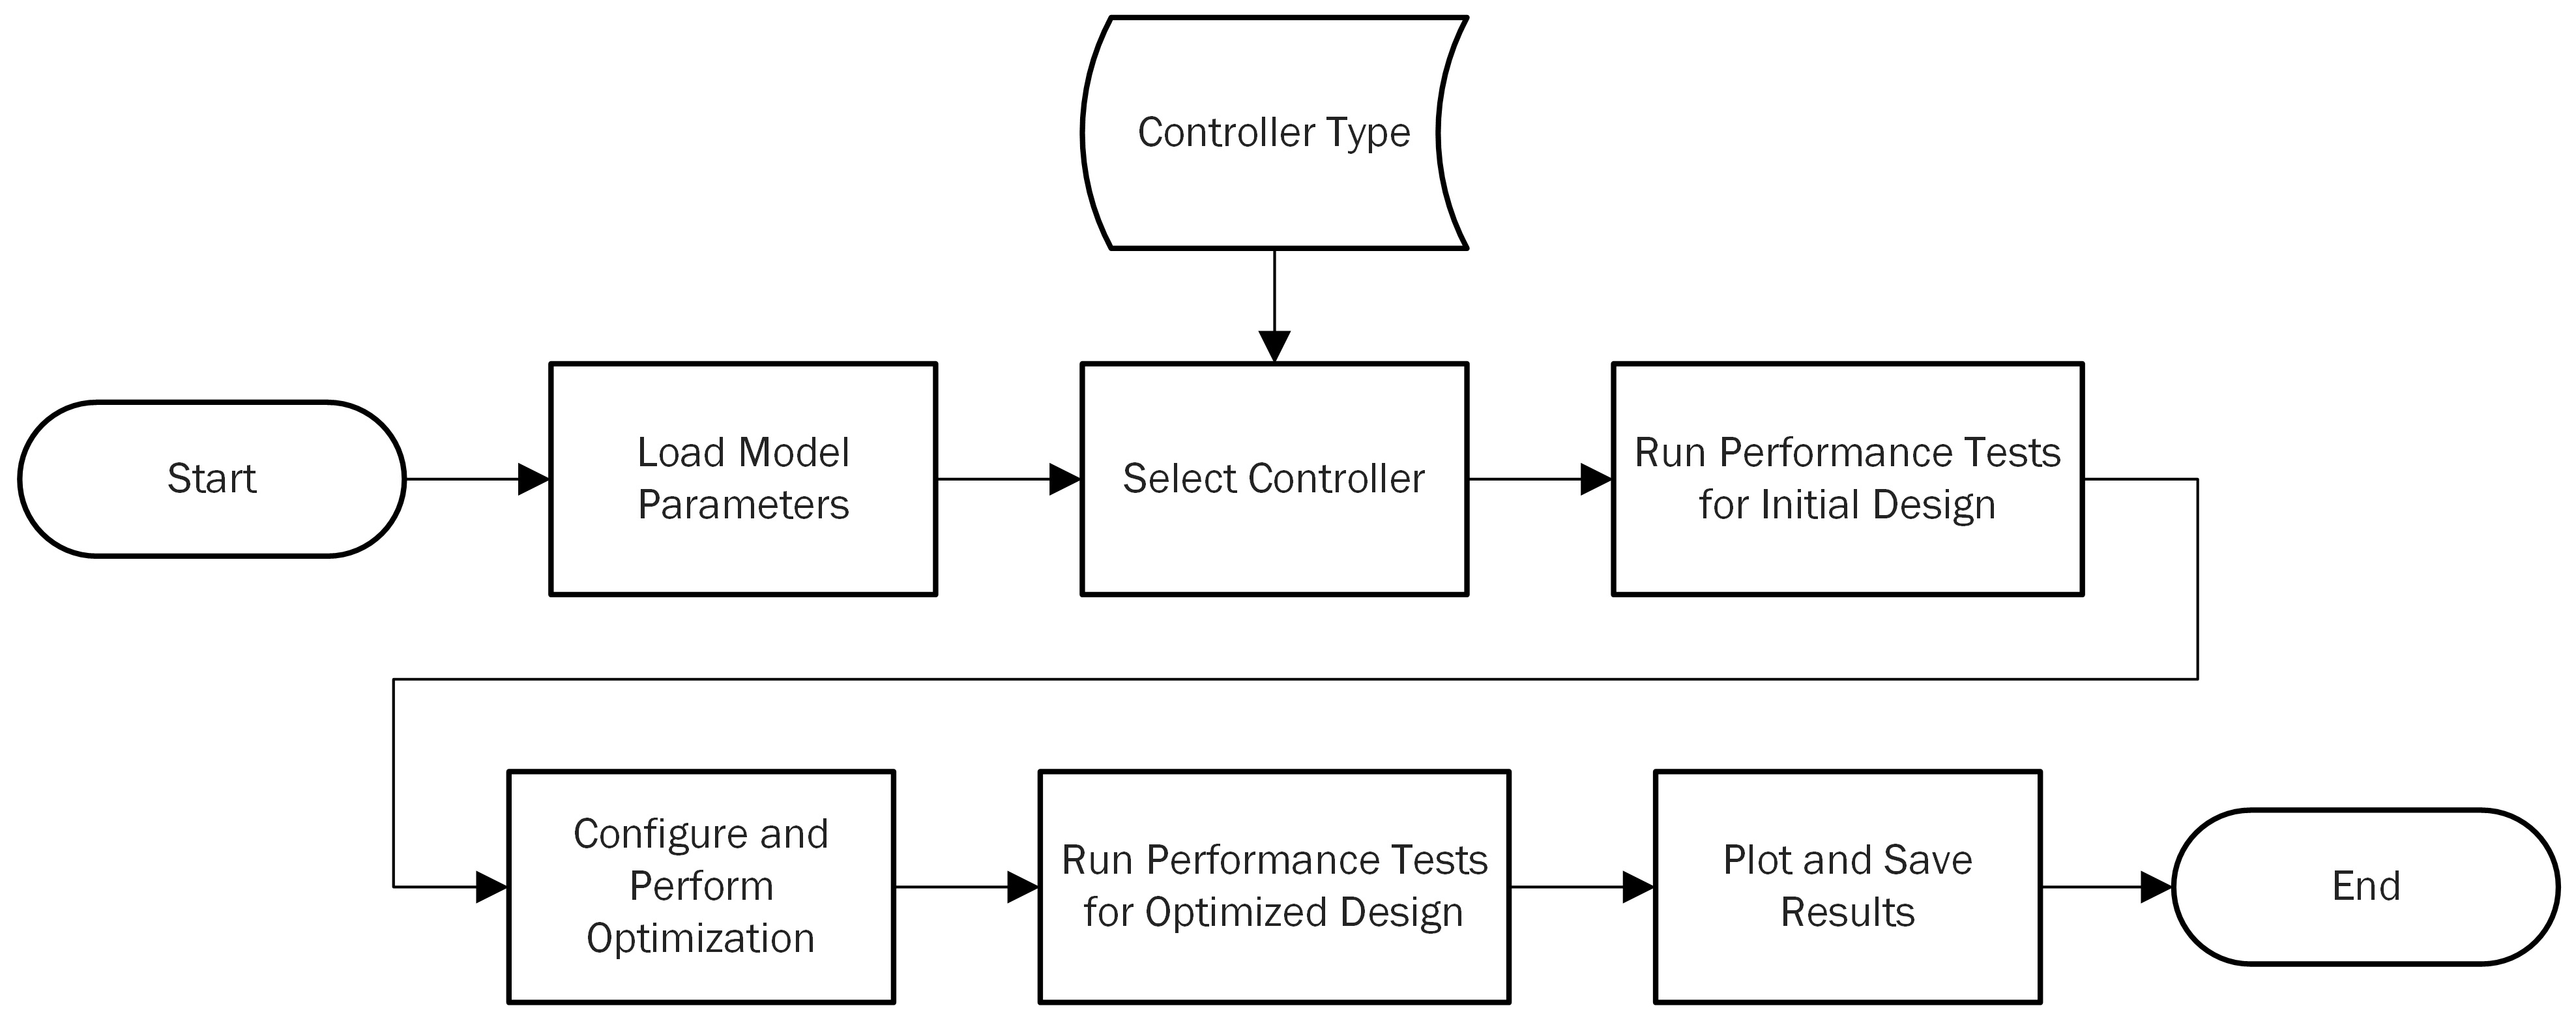 Controller Type
Start
Load Model
Parameters
Select Controller
Run Performance Tests
for Initial Design
Configure and
Perform
Optimization
Run Performance Tests
for Optimized Design
Plot and Save
Results
End